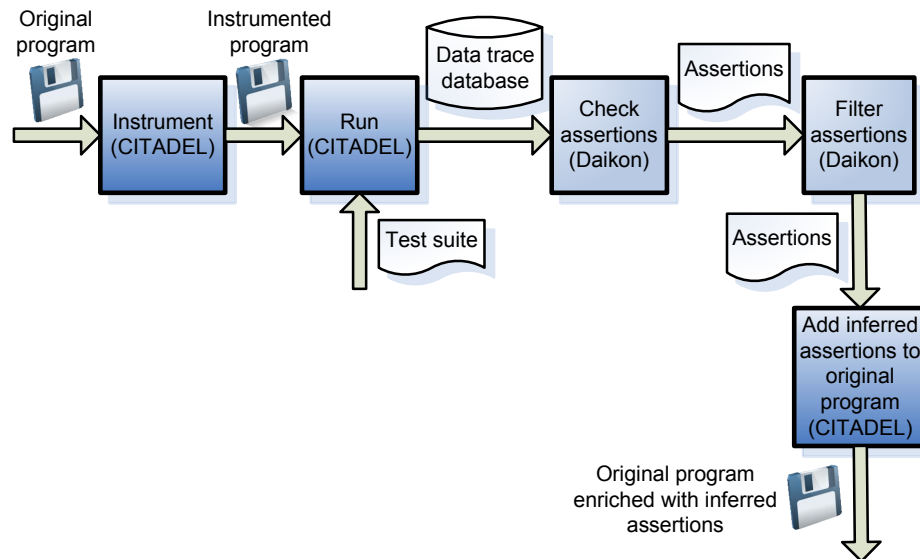 Original
program
Instrumented
program
Data trace
database
Assertions
Instrument
(CITADEL)
Run
(CITADEL)
Check
assertions
(Daikon)
Filter
assertions
(Daikon)
Test suite
Assertions
Add inferred
assertions to
original
program
(CITADEL)
Original program
enriched with inferred
assertions